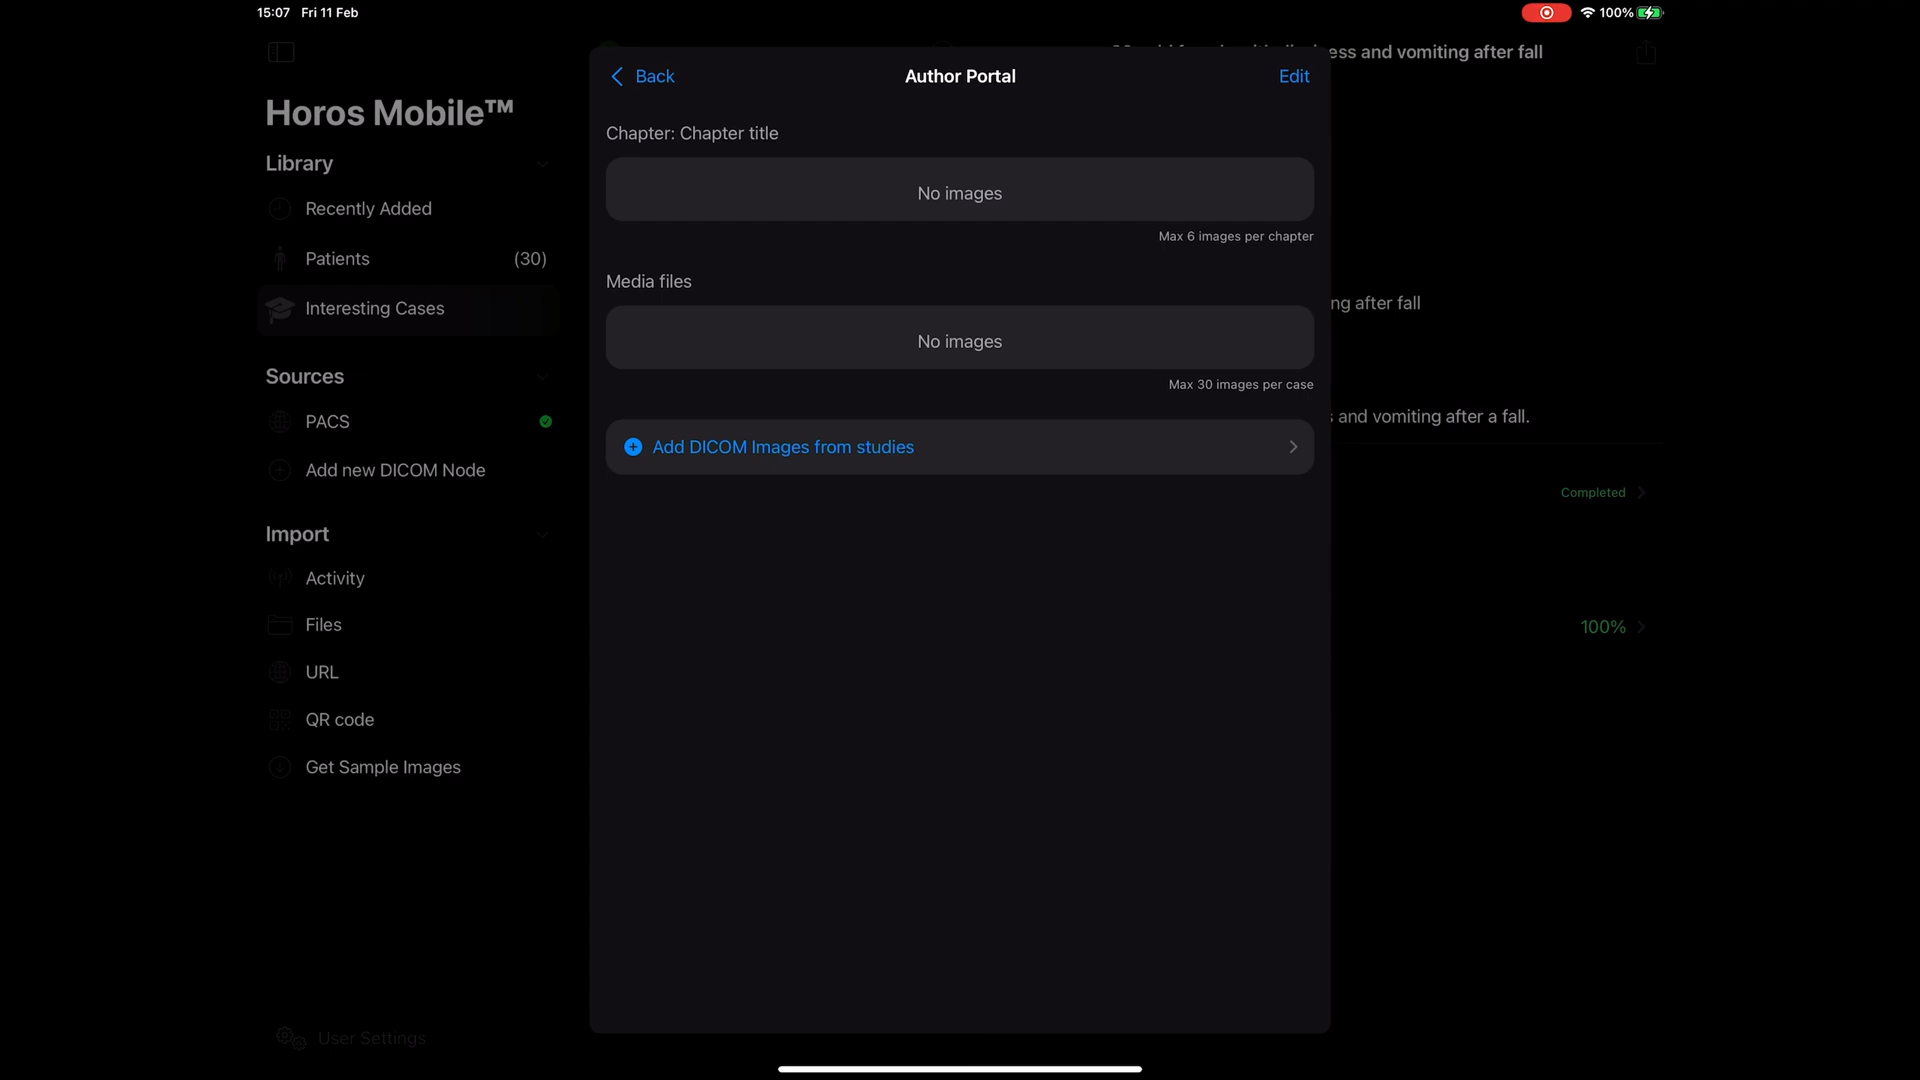 15:07 Fri 11 Feb
100%
ess and vomiting after fall
Back
Author Portal
Edit
Horos Mobile™
Chapter: Chapter title
Library
No images
Recently Added
Max 6 images per chapter
Patients (30)
Media files
ng after fall
Interesting Cases
No images
Sources
Max 30 images per case
PACS
s and vomiting after a fall.
Add DICOM Images from studies
Add new DICOM Node
Completed
Import
Activity
Files
100%
URL
QR code
Get Sample Images
User Settings